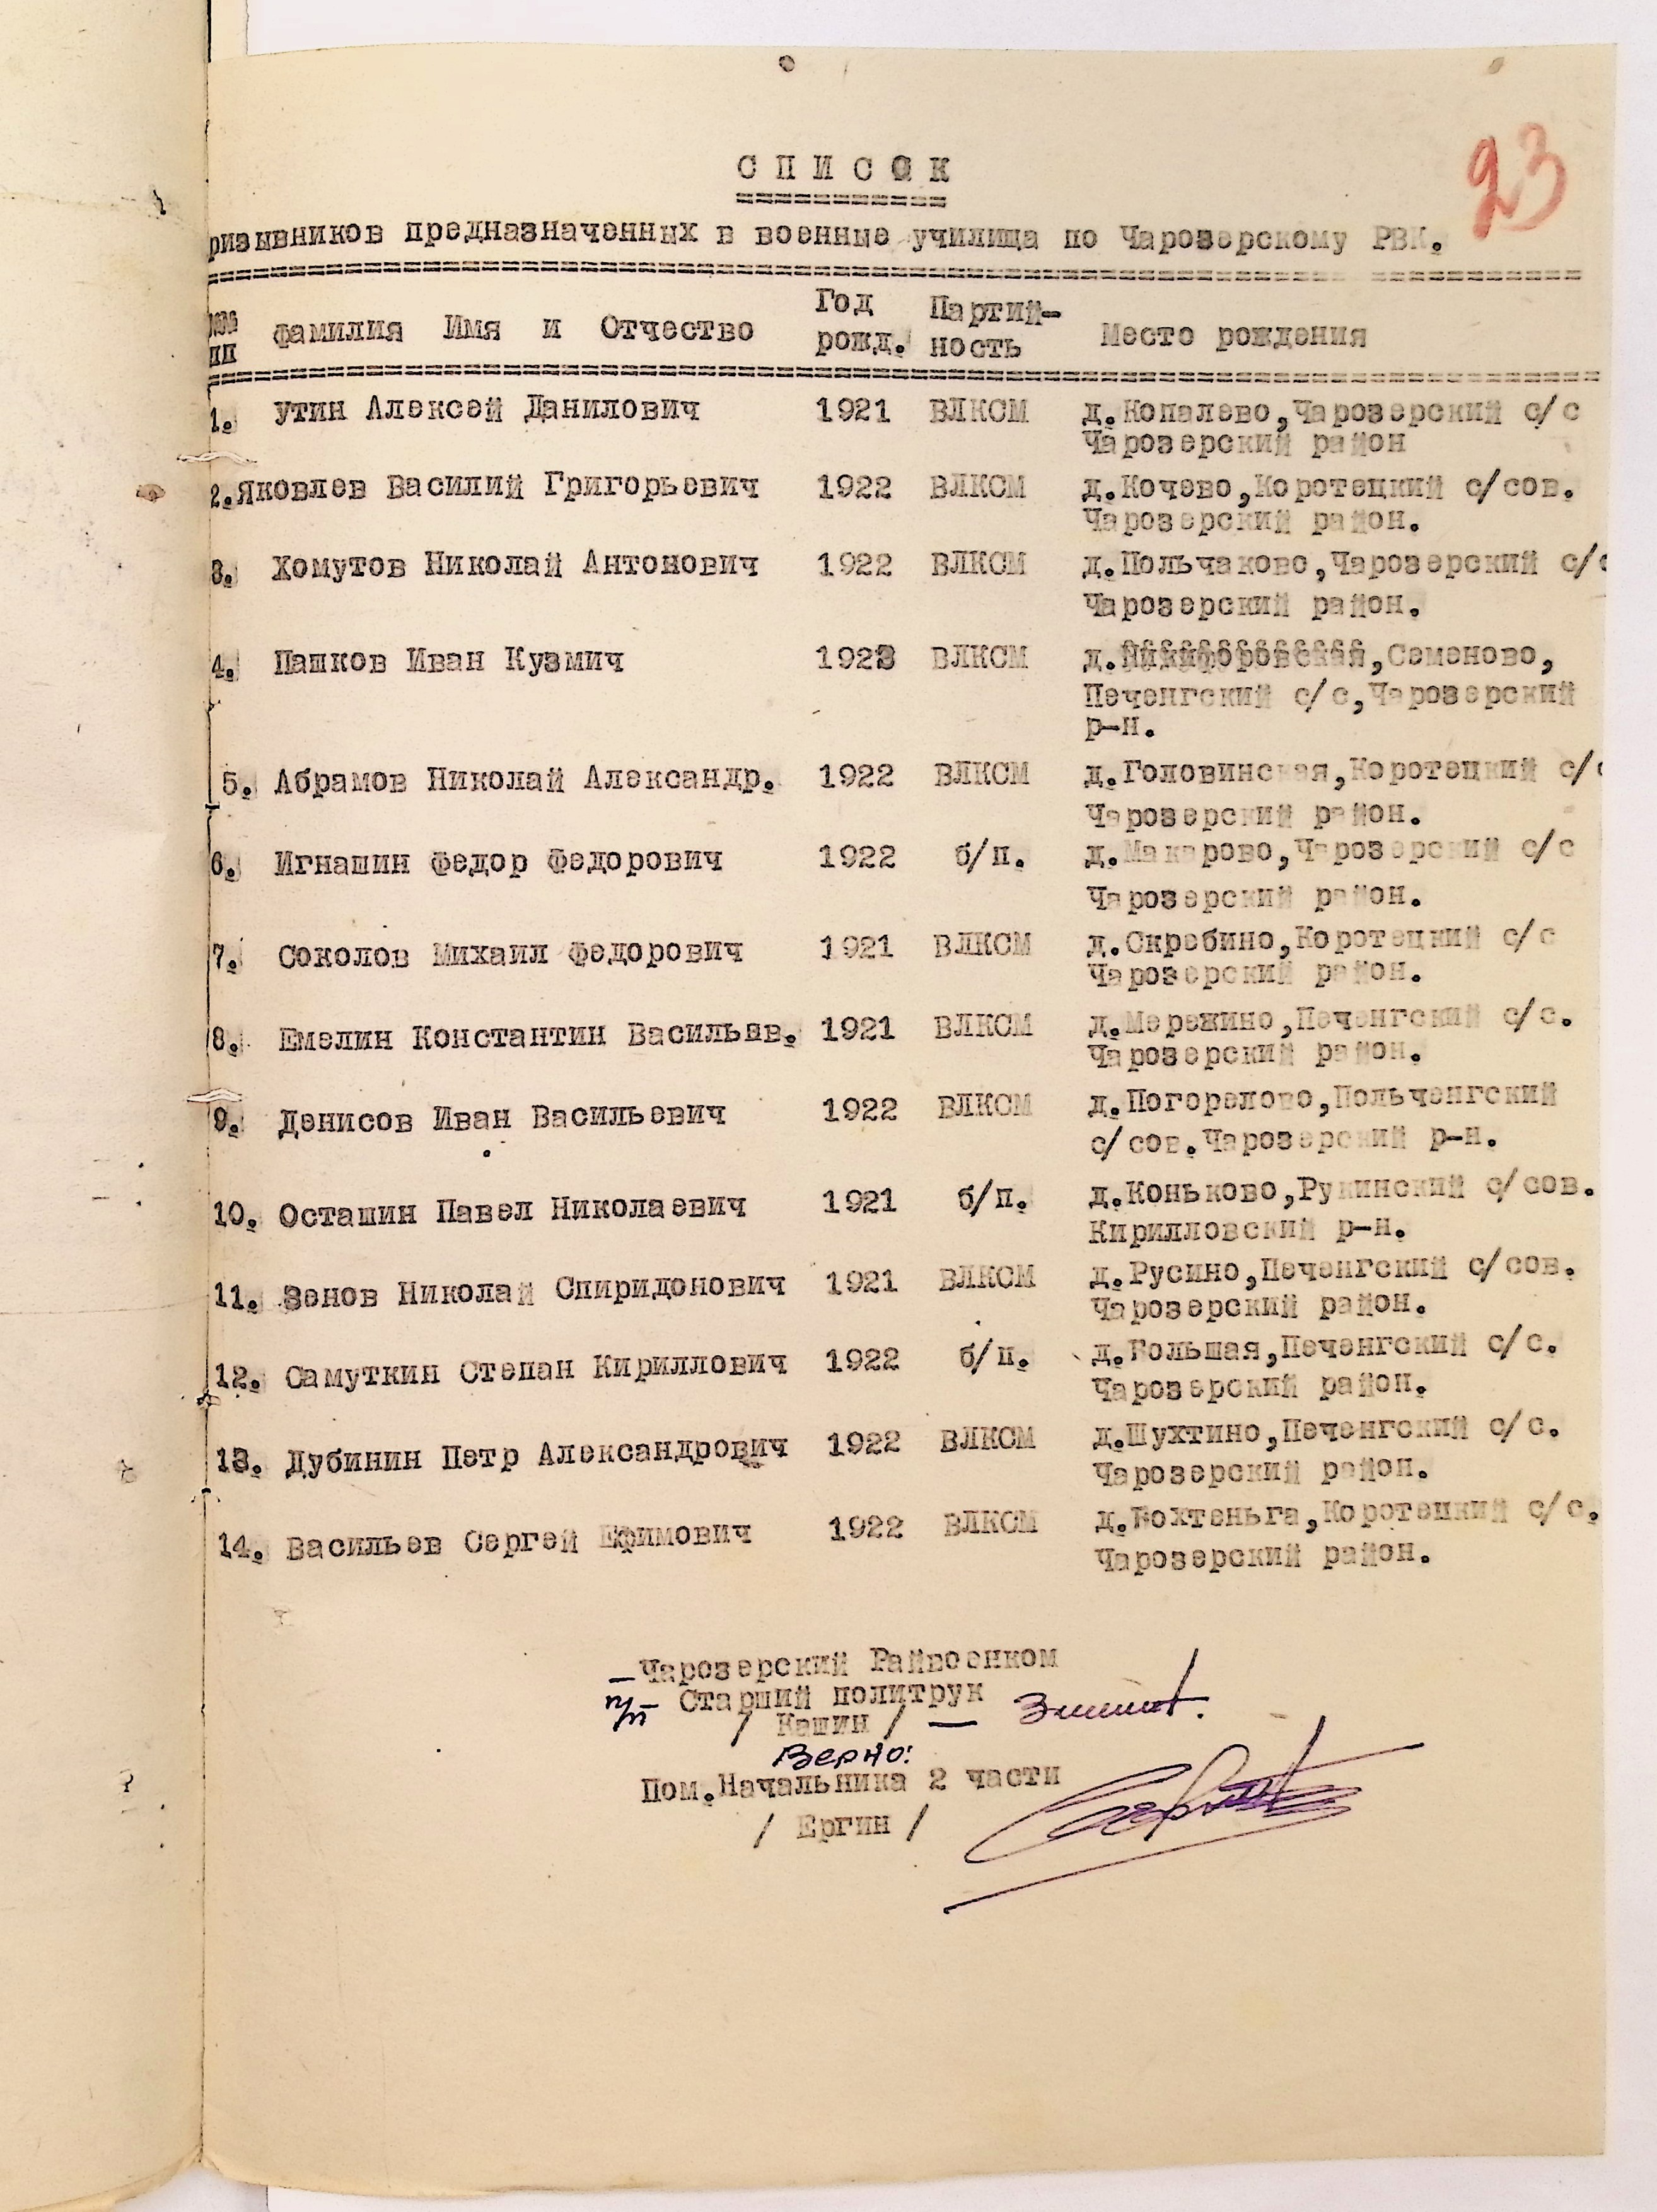 23
С П И С О К
ризывников предназначенных в военные училища по Чарозерскому РВК.
№№ пп Фамилия Имя и Отчество Год рожд. Партий-ность Место рождения
1. Утин Алексей Данилович 1921 ВЛКСМ д.Копалево,Чарозерский с/с
Чарозерский район
2.Яковлев Василий Григорьевич 1922 ВЛКСМ д.Кочево,Коротецкий с/сов.
Чарозерский район.
3. Хомутов Николай Антонович 1922 ВЛКСМ д.Польчаково,Чарозерский с/с
Чарозерский район.
4. Пашков Иван Кузмич 1923 ВЛКСМ д. ,Семеново,
Печенгский с/с,Чарозерский
р-н.
5. Абрамов Николай Александр. 1922 ВЛКСМ д.Головинская,Коротецкий с/с
Чарозерский район.
6. Игнашин Федор Федорович 1922 б/п. д.Макарово,Чарозерский с/с
Чарозерский район.
7. Соколов Михаил Федорович 1921 ВЛКСМ д.Скребино,Коротецкий с/с
Чарозерский район.
8. Емелин Константин Васильев. 1921 ВЛКСМ д.Мережино,Печенгский с/с.
Чарозерский район.
9. Денисов Иван Васильевич 1922 ВЛКСМ д.Погорелово,Польченгский
с/сов.Чарозерский р-н.
10. Осташин Павел Николаевич 1921 б/п. д.Коньково,Рукинский с/сов.
Кирилловский р-н.
11. Зенов Николай Спиридонович 1921 ВЛКСМ д.Русино,Печенгский с/сов.
Чарозерский район.
12. Самуткин Степан Кириллович 1922 б/п. д.Большая,Печенгский с/с.
Чарозерский район.
13. Дубинин Петр Александрович 1922 ВЛКСМ д.Шухтино,Печенгский с/с.
Чарозерский район.
14. Васильев Сергей Ефимович 1922 ВЛКСМ д.Бохтеньга,Коротецкий с/с.
Чарозерский район.
Чарозерский Райвоенком
п/п Старший политрук
/ Кашин /
Верно:
Пом.Начальника 2 части
/ Ергин /